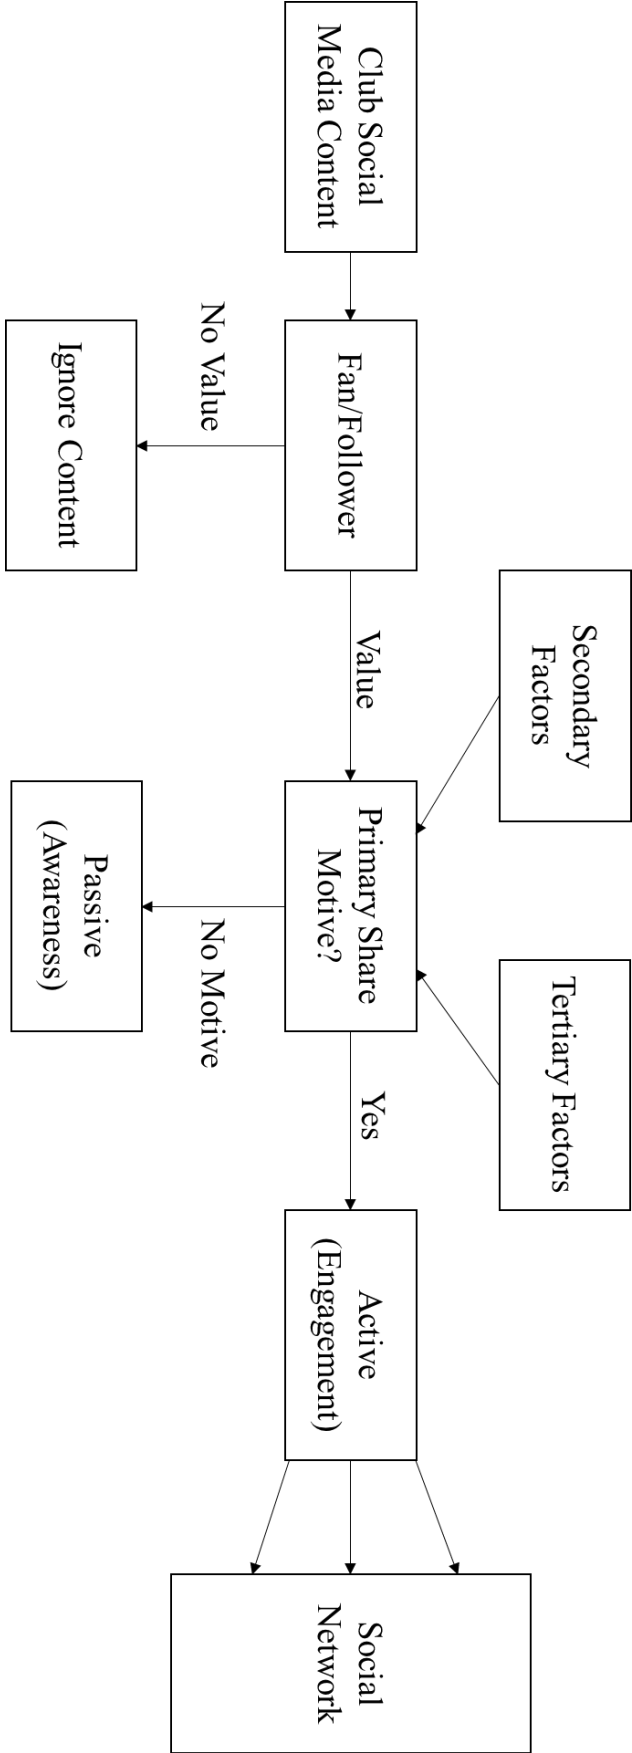 Secondary
Factors
Tertiary Factors
Club Social
Media Content
Fan/Follower
Value
Primary Share
Motive?
Yes
Active
(Engagement)
Social
Network
No Value
No Motive
Ignore Content
Passive
(Awareness)